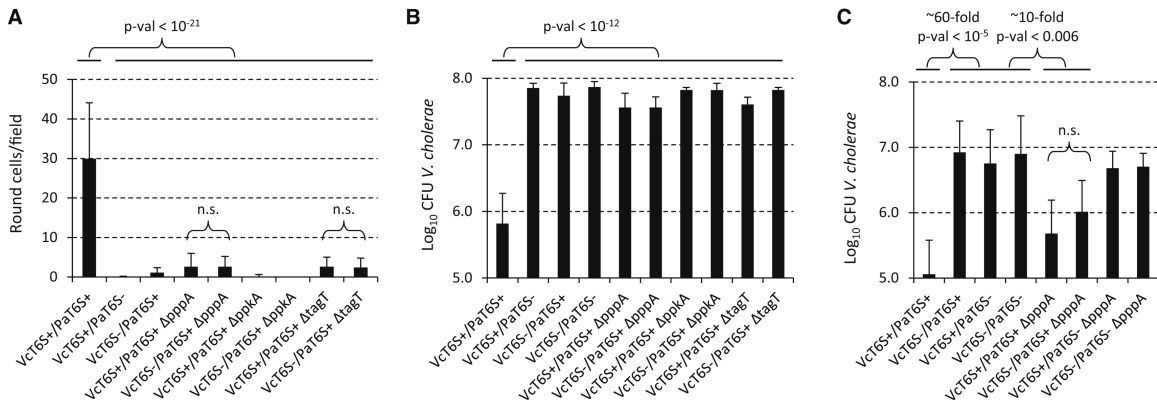 A
p-val < 10-21
Round cells/field
50
40
30
20
10
0
n.s.
n.s.
VcT6S+/PaT6S+
VcT6S+/PaT6S-
VcT6S-/PaT6S+
VcT6S+/PaT6S+ ΔpppA
VcT6S-/PaT6S+ ΔpppA
VcT6S+/PaT6S+ ΔppkA
VcT6S-/PaT6S+ ΔppkA
VcT6S+/PaT6S+ ΔtagT
VcT6S-/PaT6S+ ΔtagT
B
p-val < 10-12
Log10 CFU V. cholerae
8.0
7.0
6.0
5.0
VcT6S+/PaT6S+
VcT6S+/PaT6S-
VcT6S-/PaT6S+
VcT6S-/PaT6S-
VcT6S+/PaT6S+ ΔpppA
VcT6S-/PaT6S+ ΔpppA
VcT6S+/PaT6S+ ΔppkA
VcT6S-/PaT6S+ ΔppkA
VcT6S+/PaT6S+ ΔtagT
VcT6S-/PaT6S+ ΔtagT
C
~60-fold
p-val < 10-5
~10-fold
p-val < 0.006
Log10 CFU V. cholerae
8.0
7.0
6.0
5.0
n.s.
VcT6S+/PaT6S+
VcT6S-/PaT6S+
VcT6S+/PaT6S-
VcT6S-/PaT6S-
VcT6S+/PaT6S+ ΔpppA
VcT6S-/PaT6S+ ΔpppA
VcT6S+/PaT6S- ΔpppA
VcT6S-/PaT6S- ΔpppA